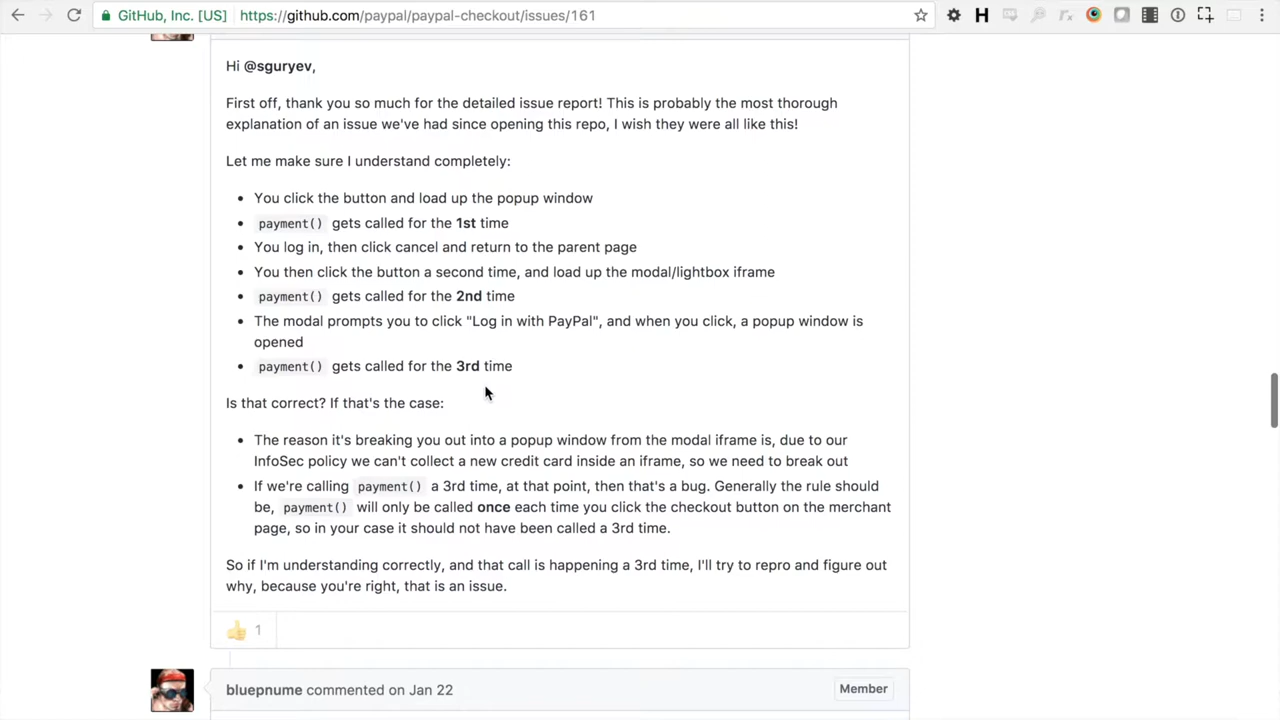 GitHub, Inc. [US] https://github.com/paypal/paypal-checkout/issues/161
Hi @sguryev,
First off, thank you so much for the detailed issue report! This is probably the most thorough
explanation of an issue we've had since opening this repo, I wish they were all like this!
Let me make sure I understand completely:
• You click the button and load up the popup window
• payment() gets called for the 1st time
• You log in, then click cancel and return to the parent page
• You then click the button a second time, and load up the modal/lightbox iframe
• payment() gets called for the 2nd time
• The modal prompts you to click "Log in with PayPal", and when you click, a popup window is
opened
• payment() gets called for the 3rd time
Is that correct? If that's the case:
• The reason it's breaking you out into a popup window from the modal iframe is, due to our
InfoSec policy we can't collect a new credit card inside an iframe, so we need to break out
• If we're calling payment() a 3rd time, at that point, then that's a bug. Generally the rule should
be, payment() will only be called once each time you click the checkout button on the merchant
page, so in your case it should not have been called a 3rd time.
So if I'm understanding correctly, and that call is happening a 3rd time, I'll try to repro and figure out
why, because you're right, that is an issue.
1
bluepnume commented on Jan 22
Member